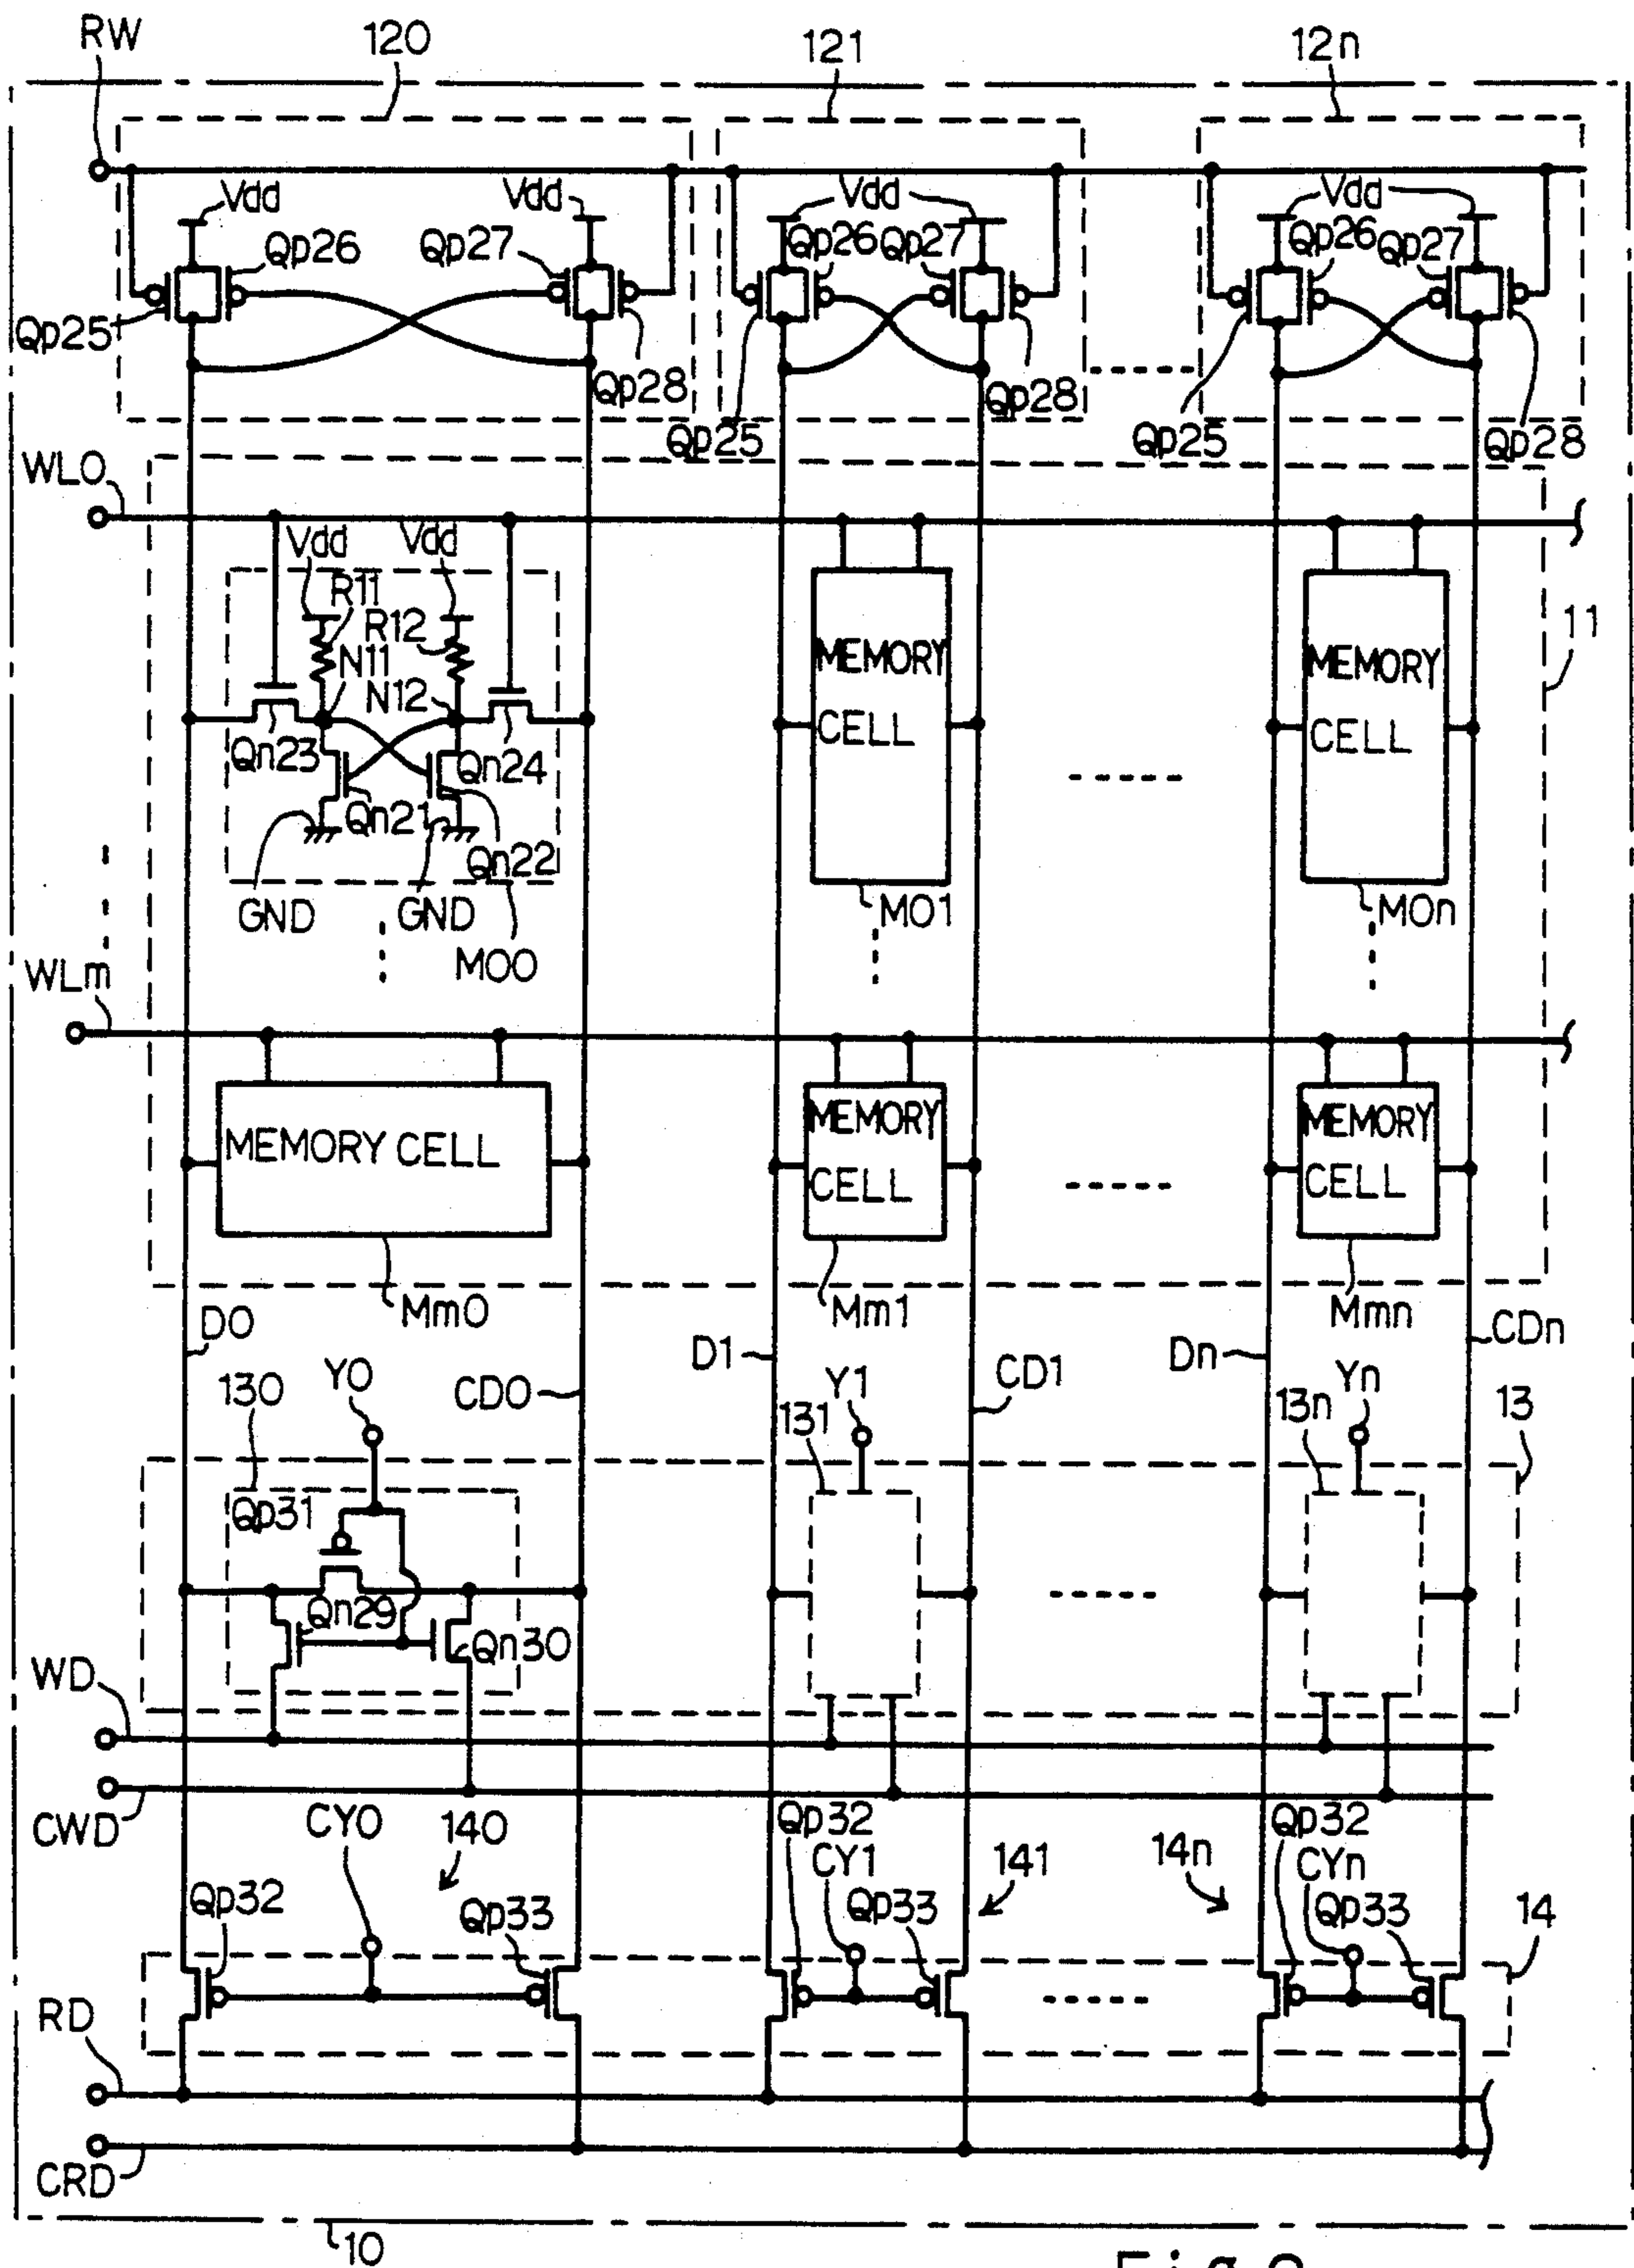 RW
120
121
12n
Vdd
Vdd
Vdd
Vdd
Qp26
Qp27
Qp26
Qp27
Qp26
Qp27
Qp25
Qp28
Qp28
Qp25
Qp25
Qp28
WL0
Vdd
Vdd
R11
R12
N11
N12
11
MEMORY
CELL
MEMORY
CELL
Qn23
Qn24
Qn21
Qn22
GND
GND
M00
M01
M0n
WLm
MEMORY CELL
MEMORY
CELL
MEMORY
CELL
Mm0
Mm1
Mmn
D0
CD0
D1
CD1
Dn
CDn
130
Y0
131
Y1
13n
Yn
13
Qp31
Qn29
Qn30
WD
CWD
CY0
140
Qp32
CY1
141
14n
Qp32
CYn
Qp32
Qp33
Qp33
Qp33
14
RD
CRD
10